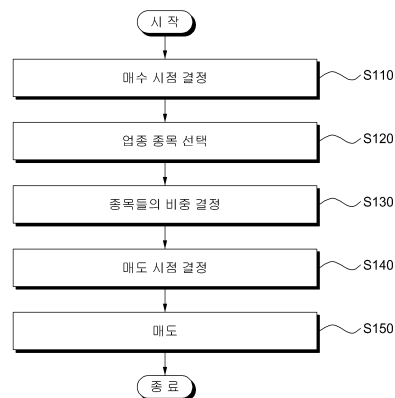 시 작
매수 시점 결정
S110
업종 종목 선택
S120
종목들의 비중 결정
S130
매도 시점 결정
S140
매도
S150
종 료